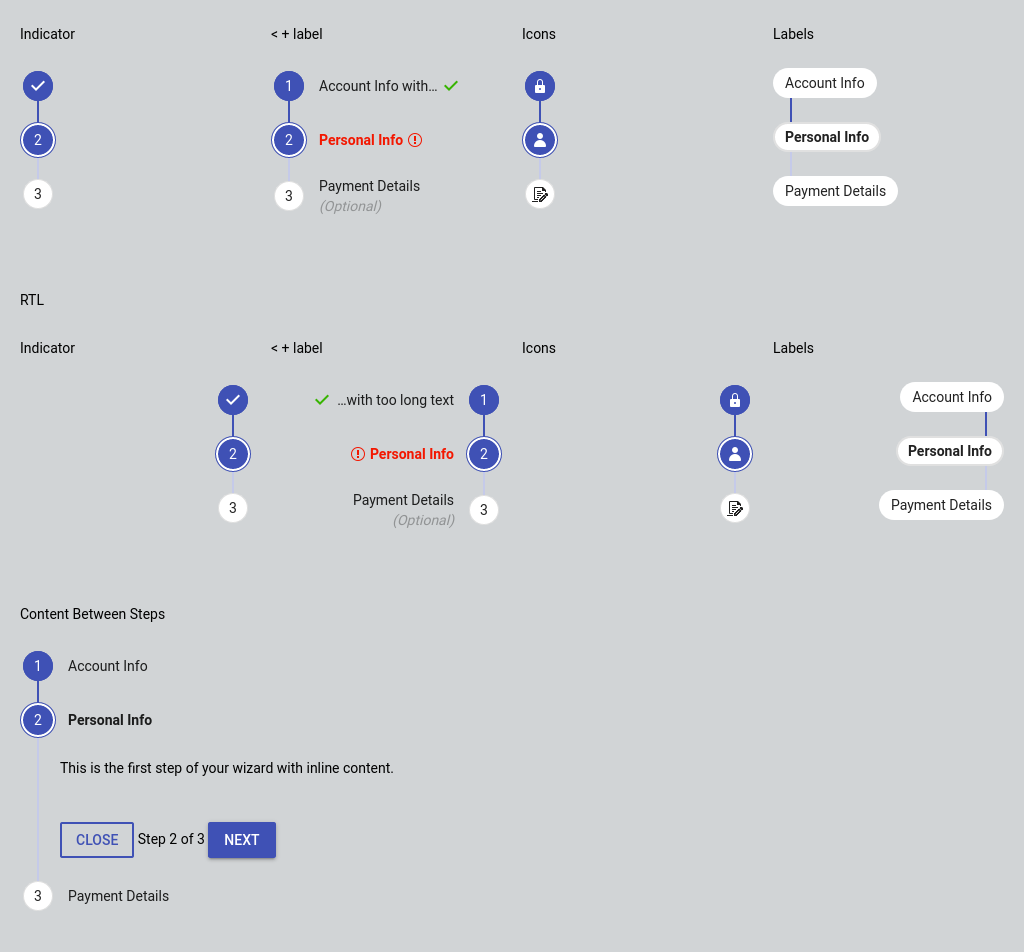 Indicator
< + label
Icons
Labels
1
Account Info with…
Account Info
2
2
Personal Info
Personal Info
3
3
Payment Details
(Optional)
Payment Details
RTL
Indicator
< + label
Icons
Labels
…with too long text
1
Account Info
2
Personal Info
2
Personal Info
3
Payment Details
(Optional)
3
Payment Details
Content Between Steps
1
Account Info
2
Personal Info
This is the first step of your wizard with inline content.
CLOSE Step 2 of 3 NEXT
3
Payment Details